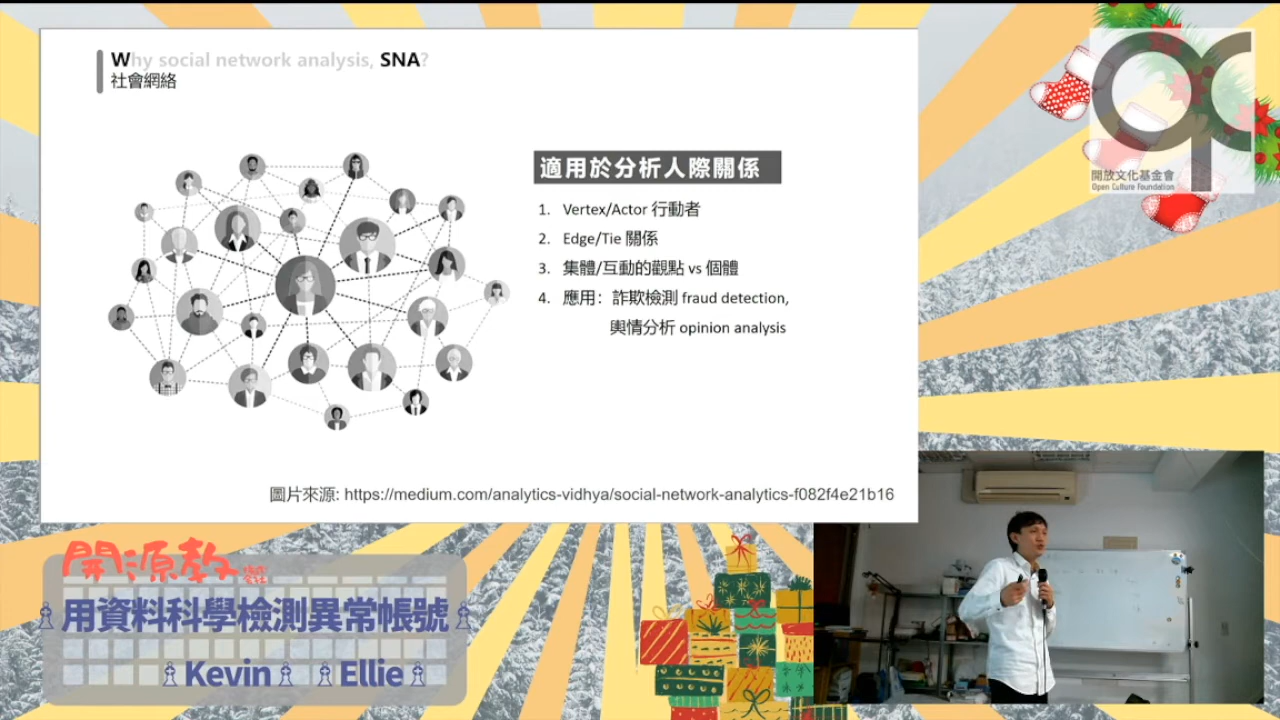 Why social network analysis, SNA?
社會網絡
適用於分析人際關係
1. Vertex/Actor 行動者
2. Edge/Tie 關係
3. 集體/互動的觀點 vs 個體
4. 應用：詐欺檢測 fraud detection,
輿情分析 opinion analysis
圖片來源: https://medium.com/analytics-vidhya/social-network-analytics-f082f4e21b16
開放文化基金會
Open Culture Foundation
開源教
用資料科學檢測異常帳號
Kevin Ellie